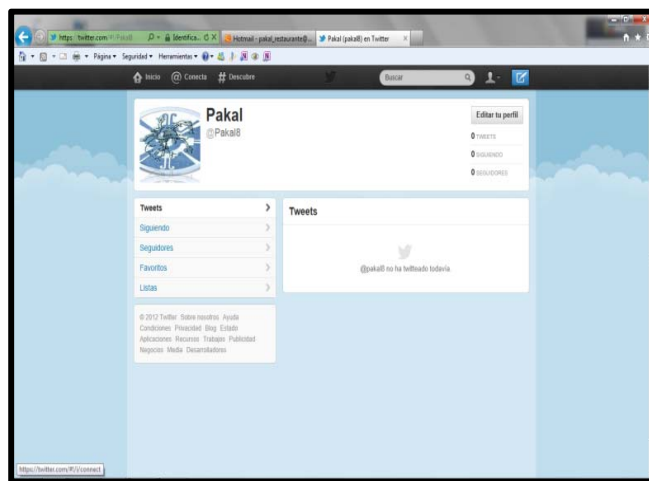 https://twitter.com/#!/Pakal8
Identifica...
Hotmail - pakal_restaurante@...
Pakal (pakal8) en Twitter
Página
Seguridad
Herramientas
Inicio
Conecta
# Descubre
Buscar
Pakal
@Pakal8
Editar tu perfil
0 TWEETS
0 SIGUIENDO
0 SEGUIDORES
Tweets
Siguiendo
Seguidores
Favoritos
Listas
Tweets
@pakal8 no ha twitteado todavía.
© 2012 Twitter Sobre nosotros Ayuda
Condiciones Privacidad Blog Estado
Aplicaciones Recursos Trabajos Publicidad
Negocios Media Desarrolladores
https://twitter.com/#!/i/connect